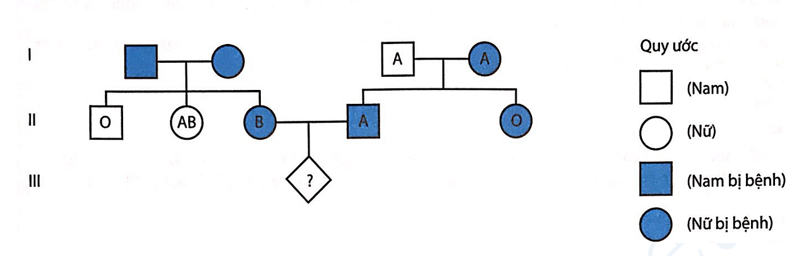 I
A
A
Quy ước
(Nam)
II
O
AB
B
A
O
(Nữ)
III
?
(Nam bị bệnh)
(Nữ bị bệnh)